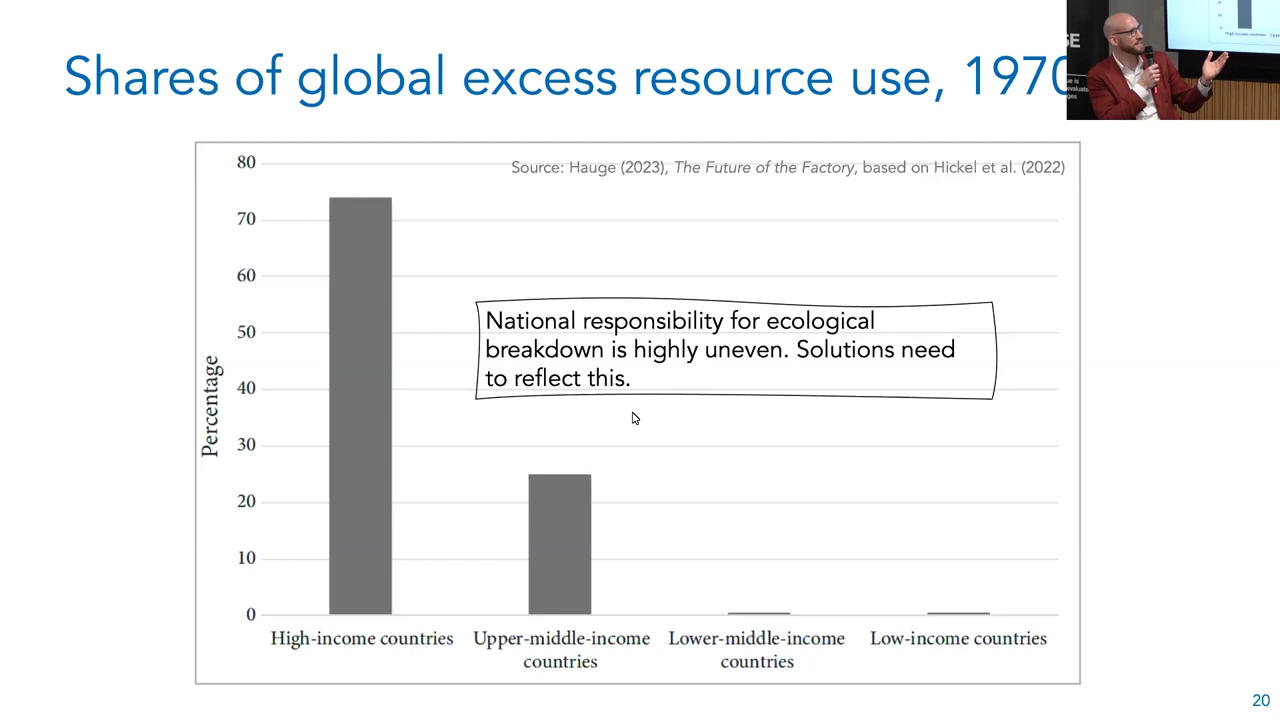 Shares of global excess resource use, 1970
Source: Hauge (2023), The Future of the Factory, based on Hickel et al. (2022)
80
70
60
50
40
30
20
10
0
Percentage
National responsibility for ecological
breakdown is highly uneven. Solutions need
to reflect this.
High-income countries
Upper-middle-income
countries
Lower-middle-income
countries
Low-income countries
20